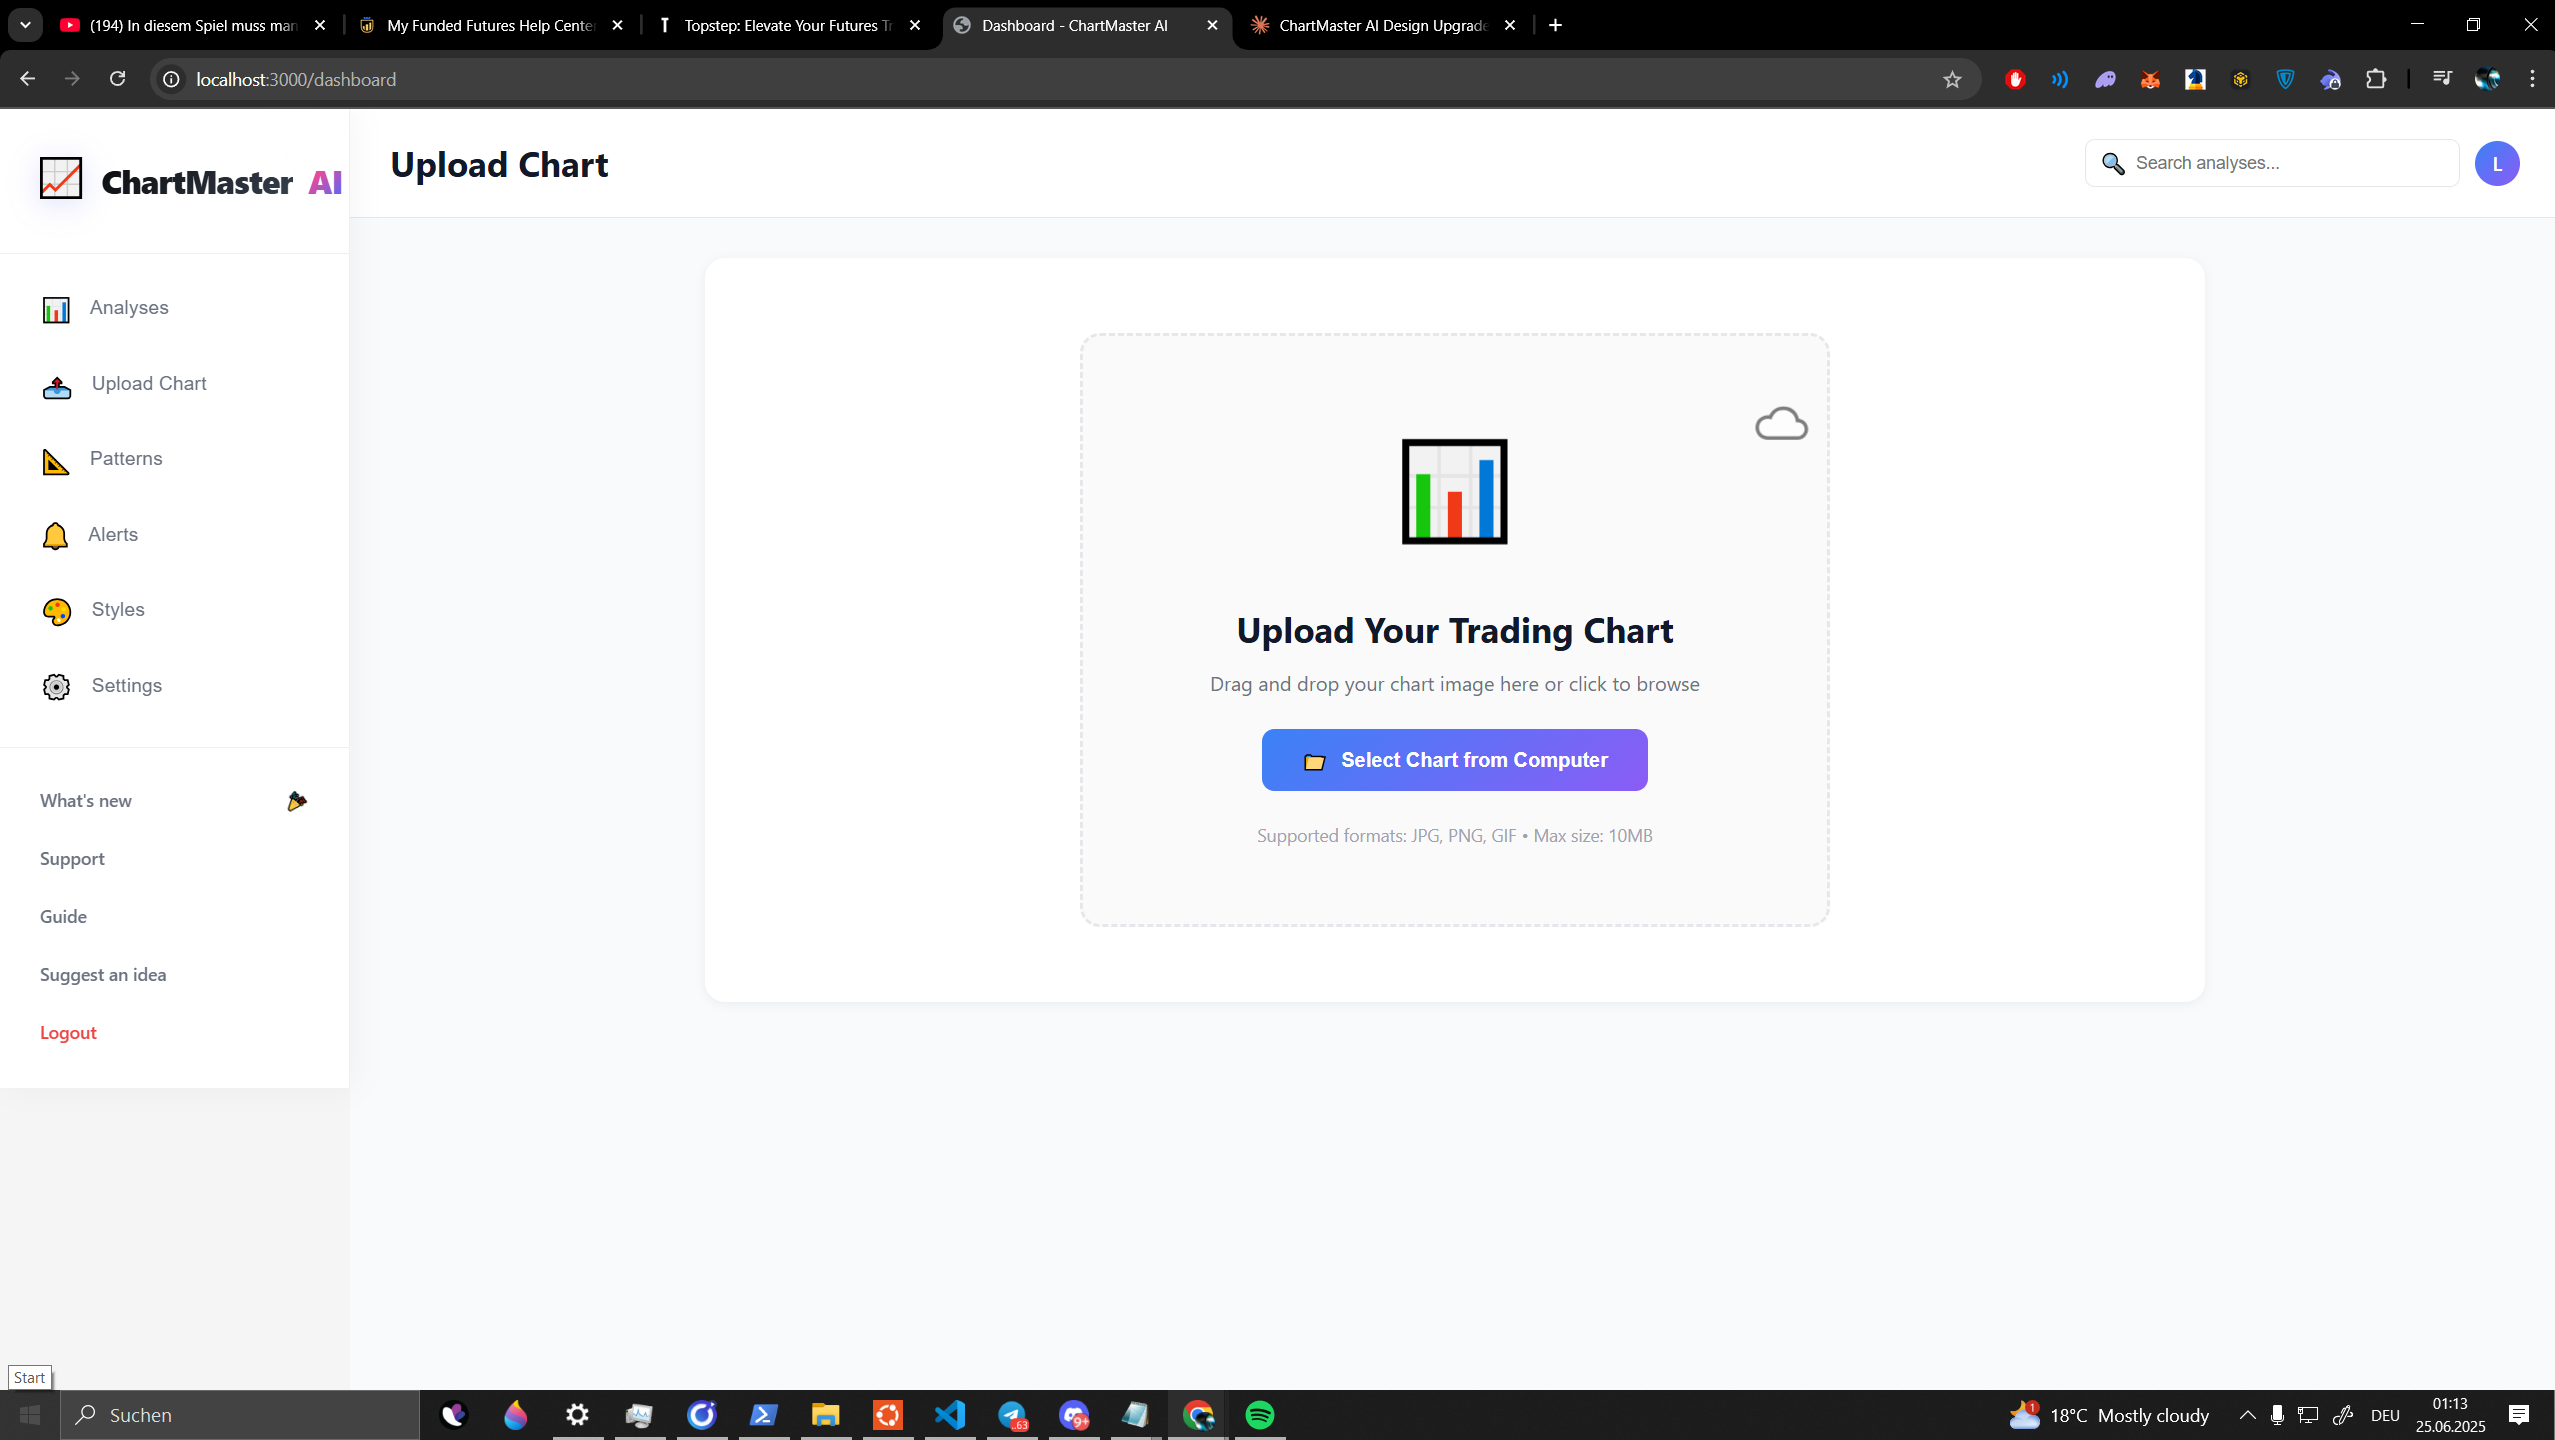 (194) In diesem Spiel muss man
My Funded Futures Help Center
Topstep: Elevate Your Futures Tr
Dashboard - ChartMaster AI
ChartMaster AI Design Upgrade
localhost:3000/dashboard
ChartMaster AI
Upload Chart
Search analyses...
L
Analyses
Upload Chart
Patterns
Alerts
Styles
Settings
What's new
Support
Guide
Suggest an idea
Logout
Upload Your Trading Chart
Drag and drop your chart image here or click to browse
Select Chart from Computer
Supported formats: JPG, PNG, GIF • Max size: 10MB
Start
Suchen
63
9+
1
18°C Mostly cloudy
DEU
01:13
25.06.2025